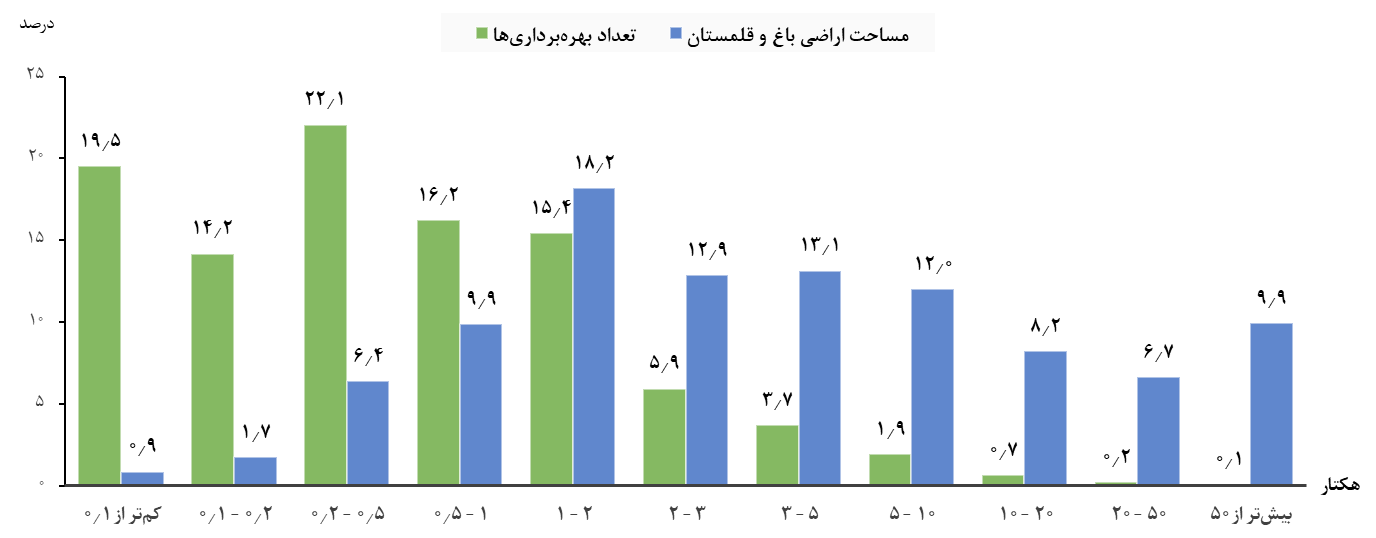 درصد
مساحت اراضی باغ و قلمستان تعداد بهره‌برداری‌ها
۲۵
۲۰
۱۵
۱۰
۵
۰
۱۹٫۵ ۱۴٫۲ ۲۲٫۱ ۱۶٫۲ ۱۵٫۴ ۵٫۹ ۳٫۷ ۱٫۹ ۰٫۷ ۰٫۲ ۰٫۱
۰٫۹ ۱٫۷ ۶٫۴ ۹٫۹ ۱۸٫۲ ۱۲٫۹ ۱۳٫۱ ۱۲٫۰ ۸٫۲ ۶٫۷ ۹٫۹
کم‌تر از ۰٫۱
۰٫۱ - ۰٫۲
۰٫۲ - ۰٫۵
۰٫۵ - ۱
۱ - ۲
۲ - ۳
۳ - ۵
۵ - ۱۰
۱۰ - ۲۰
۲۰ - ۵۰
بیش‌تر از ۵۰
هکتار